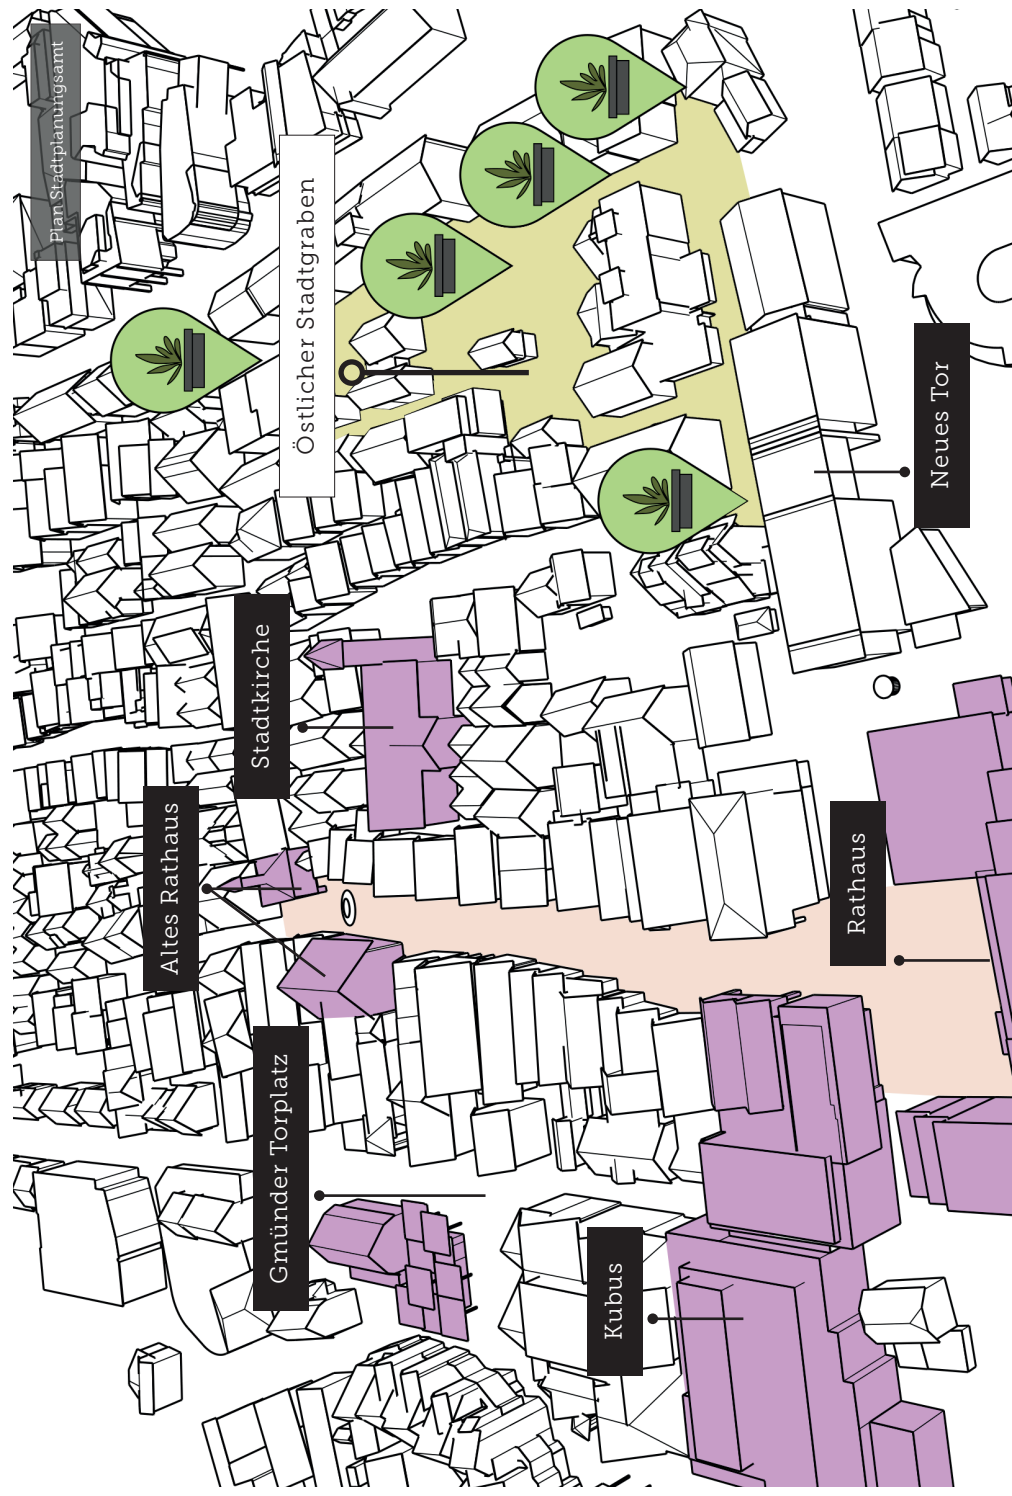 Plan Stadtplanungsamt
Östlicher Stadtgraben
Neues Tor
Stadtkirche
Altes Rathaus
Rathaus
Gmünder Torplatz
Kubus